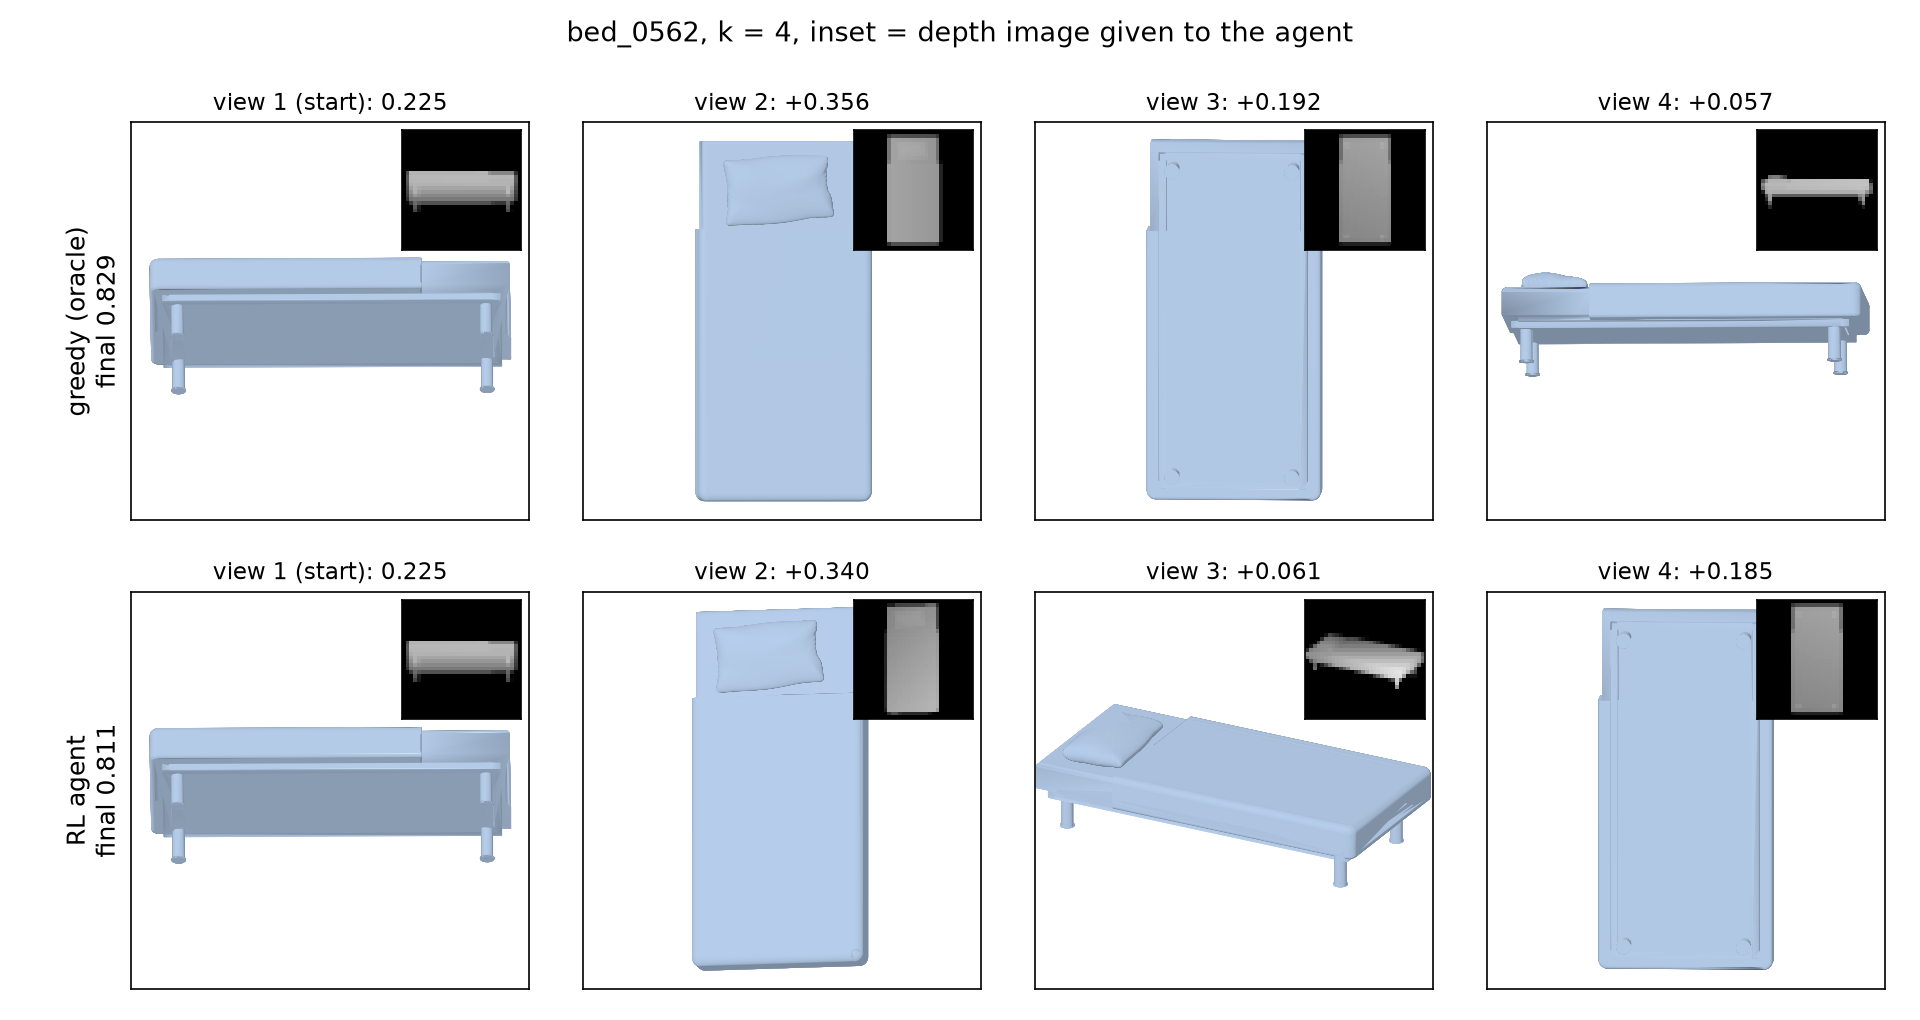 bed_0562, k = 4, inset = depth image given to the agent
view 1 (start): 0.225
view 2: +0.356
view 3: +0.192
view 4: +0.057
greedy (oracle)
final 0.829
view 1 (start): 0.225
view 2: +0.340
view 3: +0.061
view 4: +0.185
RL agent
final 0.811